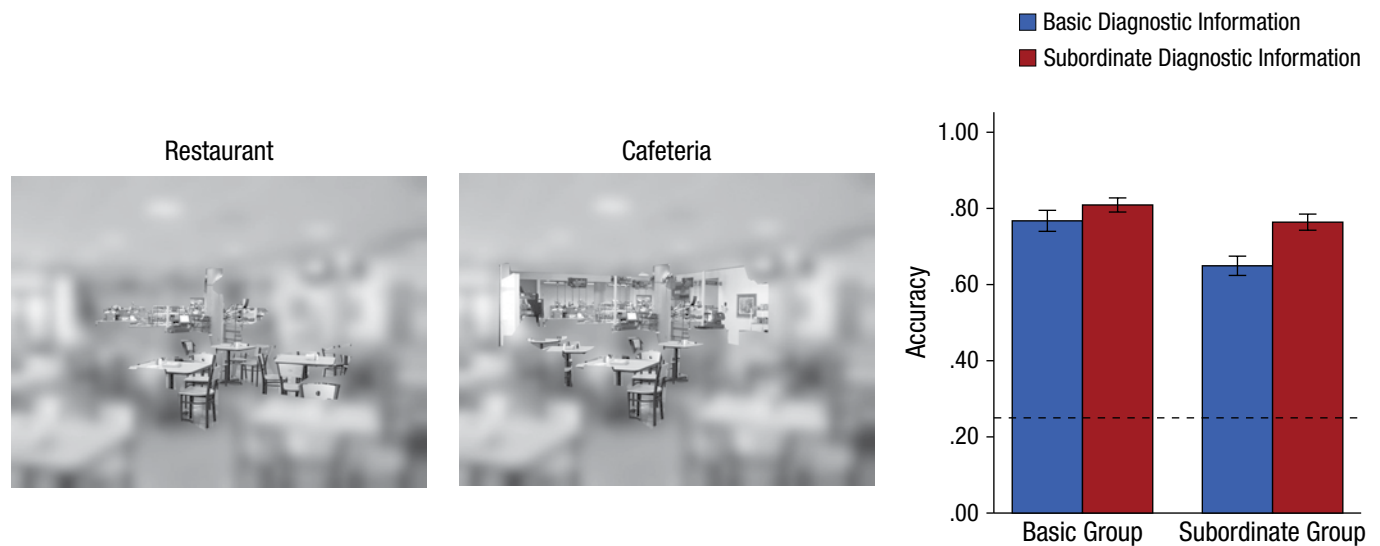 Basic Diagnostic Information
Subordinate Diagnostic Information
Restaurant
Cafeteria
Accuracy
1.00
.80
.60
.40
.20
.00
Basic Group
Subordinate Group